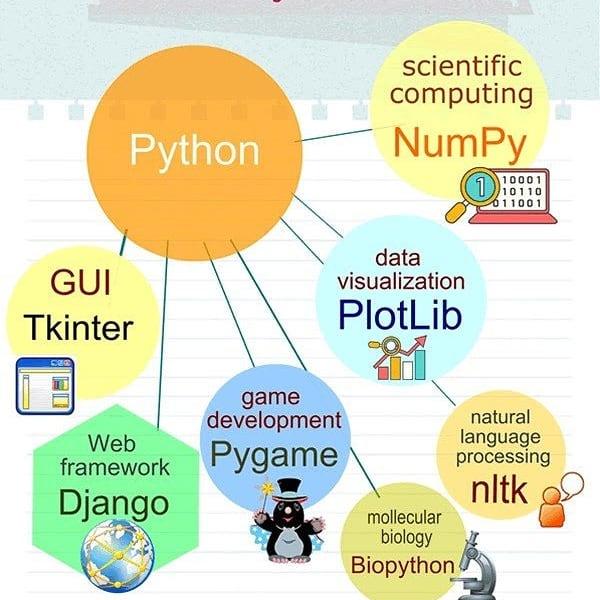 Python
scientific
computing
NumPy
1
10001
10110
011001
data
visualization
PlotLib
GUI
Tkinter
game
development
Pygame
natural
language
processing
nltk
Web
framework
Django
mollecular
biology
Biopython